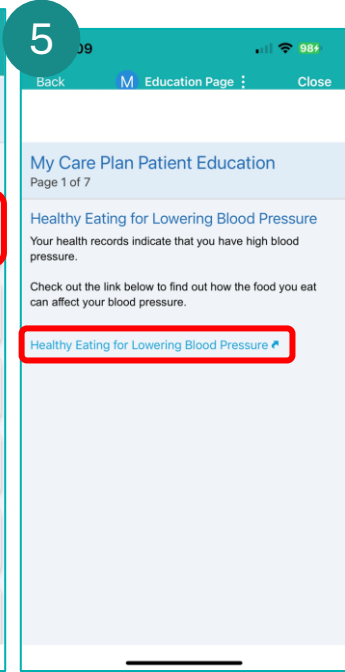 5
09
98
Back M Education Page Close
My Care Plan Patient Education
Page 1 of 7
Healthy Eating for Lowering Blood Pressure
Your health records indicate that you have high blood
pressure.
Check out the link below to find out how the food you eat
can affect your blood pressure.
Healthy Eating for Lowering Blood Pressure